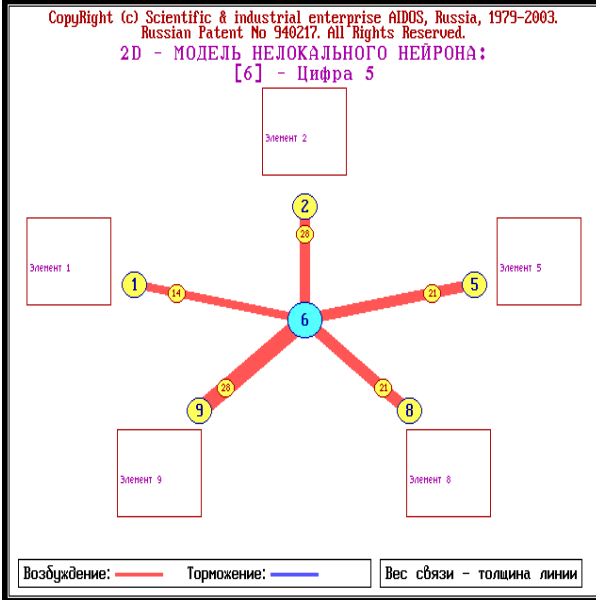 CopyRight (c) Scientific & industrial enterprise AIDOS, Russia, 1979-2003.
Russian Patent No 940217. All Rights Reserved.
2D - МОДЕЛЬ НЕЛОКАЛЬНОГО НЕЙРОНА:
[6] - Цифра 5
Элемент 2
2
28
Элемент 1
Элемент 5
1
14
21
5
6
28
21
9
8
Элемент 9
Элемент 8
Возбуждение: Торможение: Вес связи - толщина линии